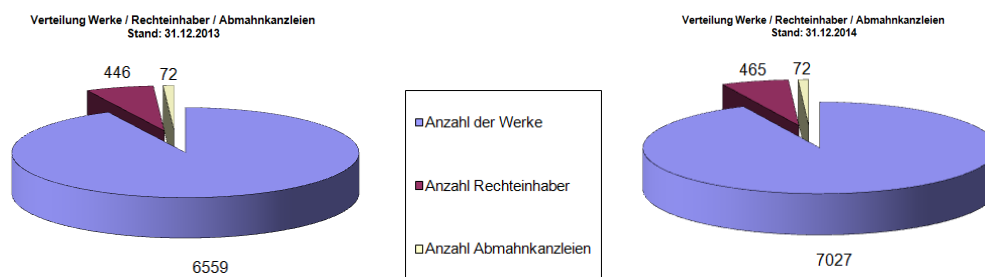 Verteilung Werke / Rechteinhaber / Abmahnkanzleien
Stand: 31.12.2013
446
72
6559
Anzahl der Werke
Anzahl Rechteinhaber
Anzahl Abmahnkanzleien
Verteilung Werke / Rechteinhaber / Abmahnkanzleien
Stand: 31.12.2014
465
72
7027